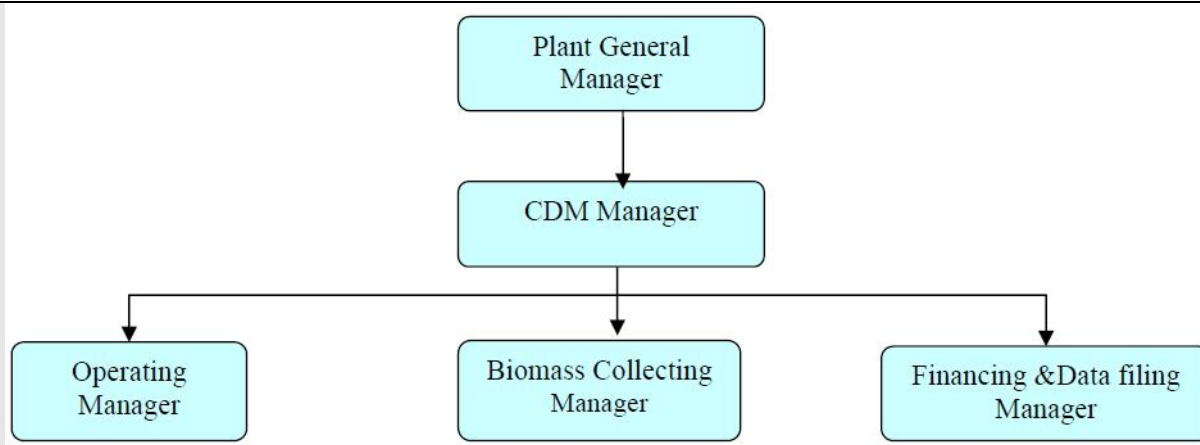 Plant General
Manager
CDM Manager
Operating
Manager
Biomass Collecting
Manager
Financing &Data filing
Manager